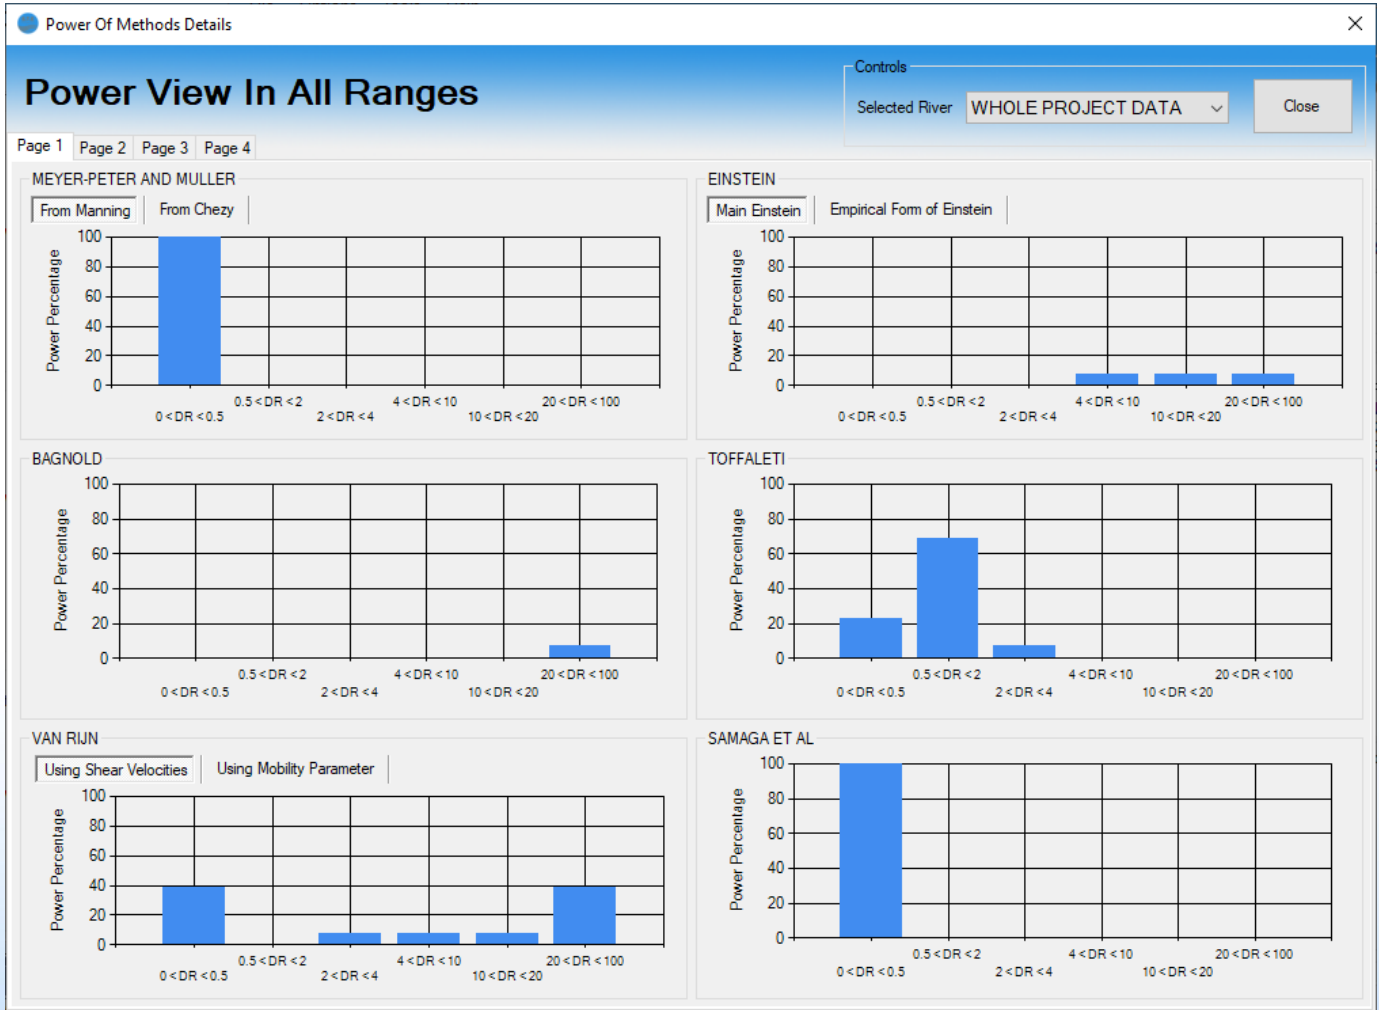 Power Of Methods Details
Power View In All Ranges
Controls
Selected River WHOLE PROJECT DATA Close
Page 1 Page 2 Page 3 Page 4
MEYER-PETER AND MULLER
From Manning From Chezy
Power Percentage
100
80
60
40
20
0
0.5 < DR < 2 4 < DR < 10 20 < DR < 100
0 < DR < 0.5 2 < DR < 4 10 < DR < 20
EINSTEIN
Main Einstein Empirical Form of Einstein
Power Percentage
100
80
60
40
20
0
0.5 < DR < 2 4 < DR < 10 20 < DR < 100
0 < DR < 0.5 2 < DR < 4 10 < DR < 20
BAGNOLD
Power Percentage
100
80
60
40
20
0
0.5 < DR < 2 4 < DR < 10 20 < DR < 100
0 < DR < 0.5 2 < DR < 4 10 < DR < 20
TOFFALETI
Power Percentage
100
80
60
40
20
0
0.5 < DR < 2 4 < DR < 10 20 < DR < 100
0 < DR < 0.5 2 < DR < 4 10 < DR < 20
VAN RIJN
Using Shear Velocities Using Mobility Parameter
Power Percentage
100
80
60
40
20
0
0.5 < DR < 2 4 < DR < 10 20 < DR < 100
0 < DR < 0.5 2 < DR < 4 10 < DR < 20
SAMAGA ET AL
Power Percentage
100
80
60
40
20
0
0.5 < DR < 2 4 < DR < 10 20 < DR < 100
0 < DR < 0.5 2 < DR < 4 10 < DR < 20